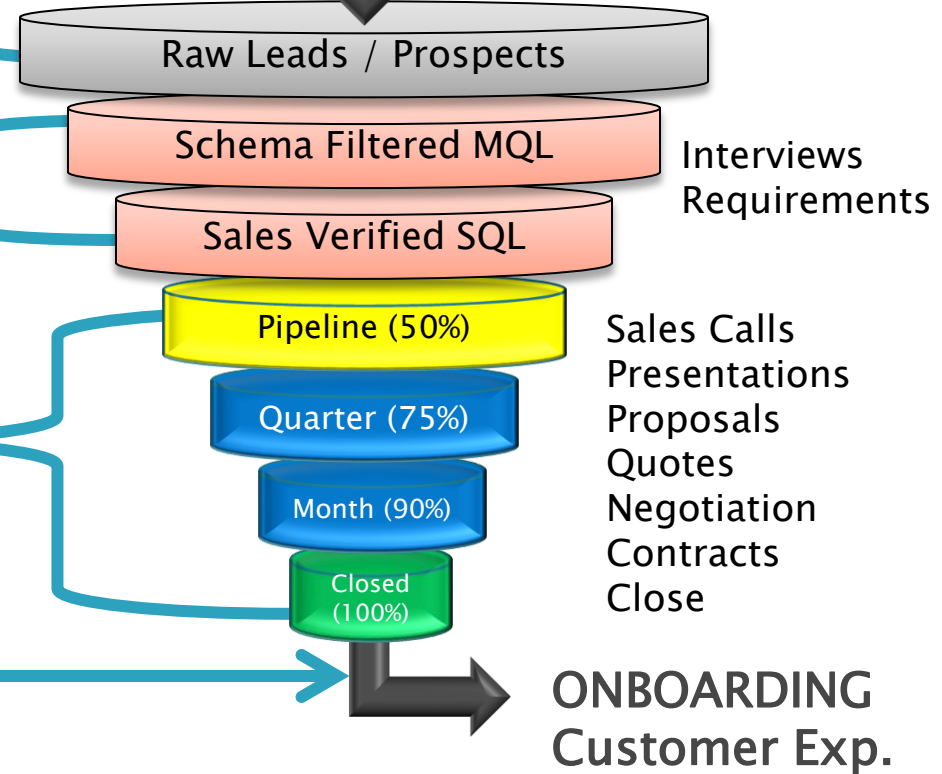 Raw Leads / Prospects
Schema Filtered MQL
Interviews
Requirements
Sales Verified SQL
Pipeline (50%)
Quarter (75%)
Month (90%)
Closed
(100%)
Sales Calls
Presentations
Proposals
Quotes
Negotiation
Contracts
Close
ONBOARDING
Customer Exp.